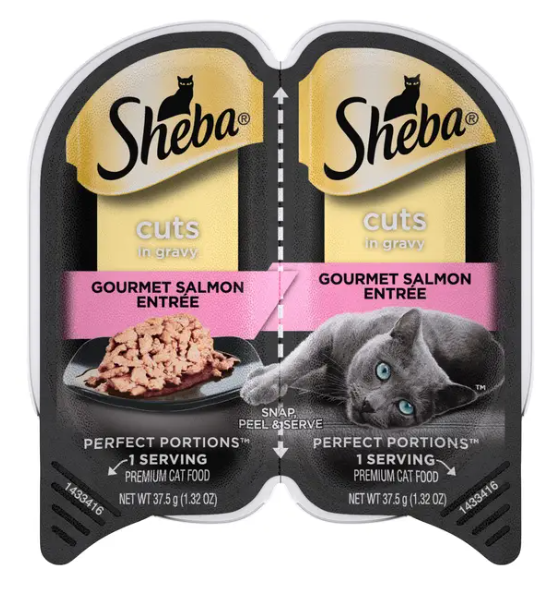 Sheba®
cuts
in gravy
GOURMET SALMON
ENTRÉE
PERFECT PORTIONS™
1 SERVING
PREMIUM CAT FOOD
NET WT 37.5 g (1.32 OZ)
1433416
SNAP,
PEEL & SERVE
Sheba®
cuts
in gravy
GOURMET SALMON
ENTRÉE
™
PERFECT PORTIONS™
1 SERVING
PREMIUM CAT FOOD
NET WT 37.5 g (1.32 OZ)
1433416